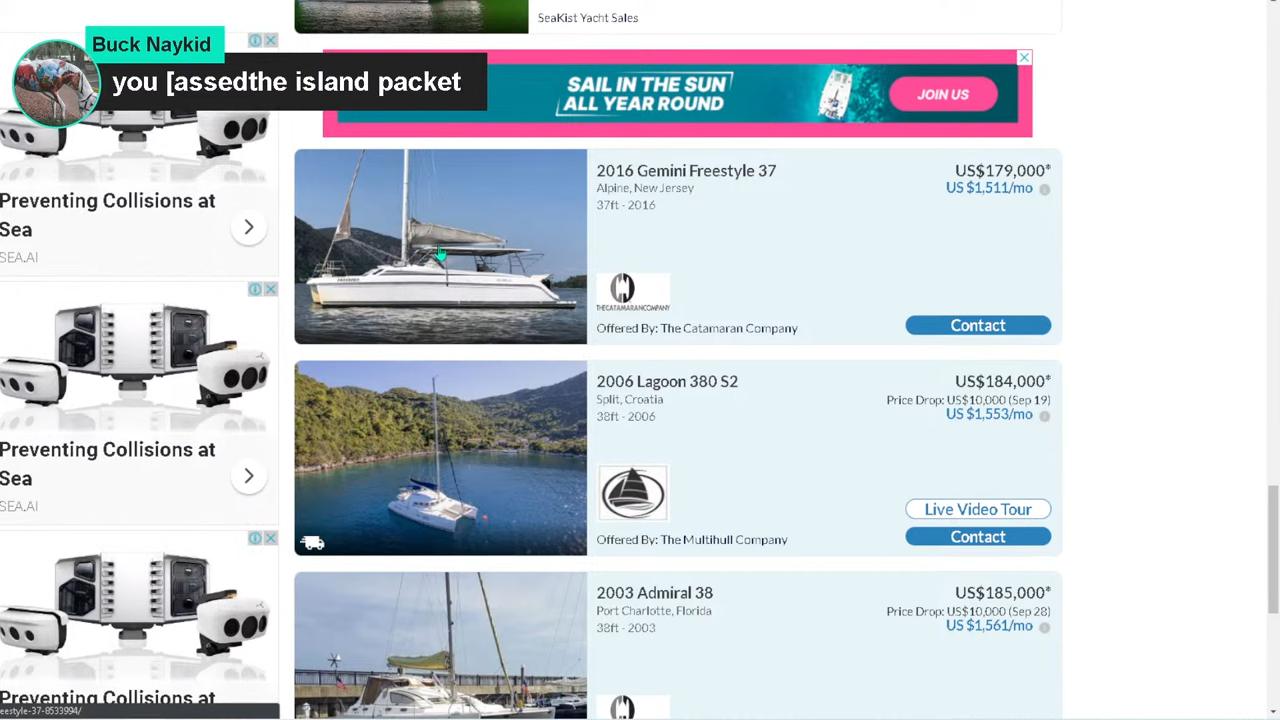 SeaKist Yacht Sales
Buck Naykid
you [assedthe island packet
SAIL IN THE SUN
ALL YEAR ROUND
JOIN US
Preventing Collisions at
Sea
SEA.AI
2016 Gemini Freestyle 37
US$179,000*
Alpine, New Jersey
US $1,511/mo
37ft - 2016
THECATAMARANCOMPANY
Offered By: The Catamaran Company
Contact
Preventing Collisions at
Sea
SEA.AI
2006 Lagoon 380 S2
US$184,000*
Split, Croatia
Price Drop: US$10,000 (Sep 19)
38ft - 2006
US $1,553/mo
Live Video Tour
Offered By: The Multihull Company
Contact
2003 Admiral 38
US$185,000*
Port Charlotte, Florida
Price Drop: US$10,000 (Sep 28)
38ft - 2003
US $1,561/mo
Preventing Collisions at
eestyle-37-8533994/